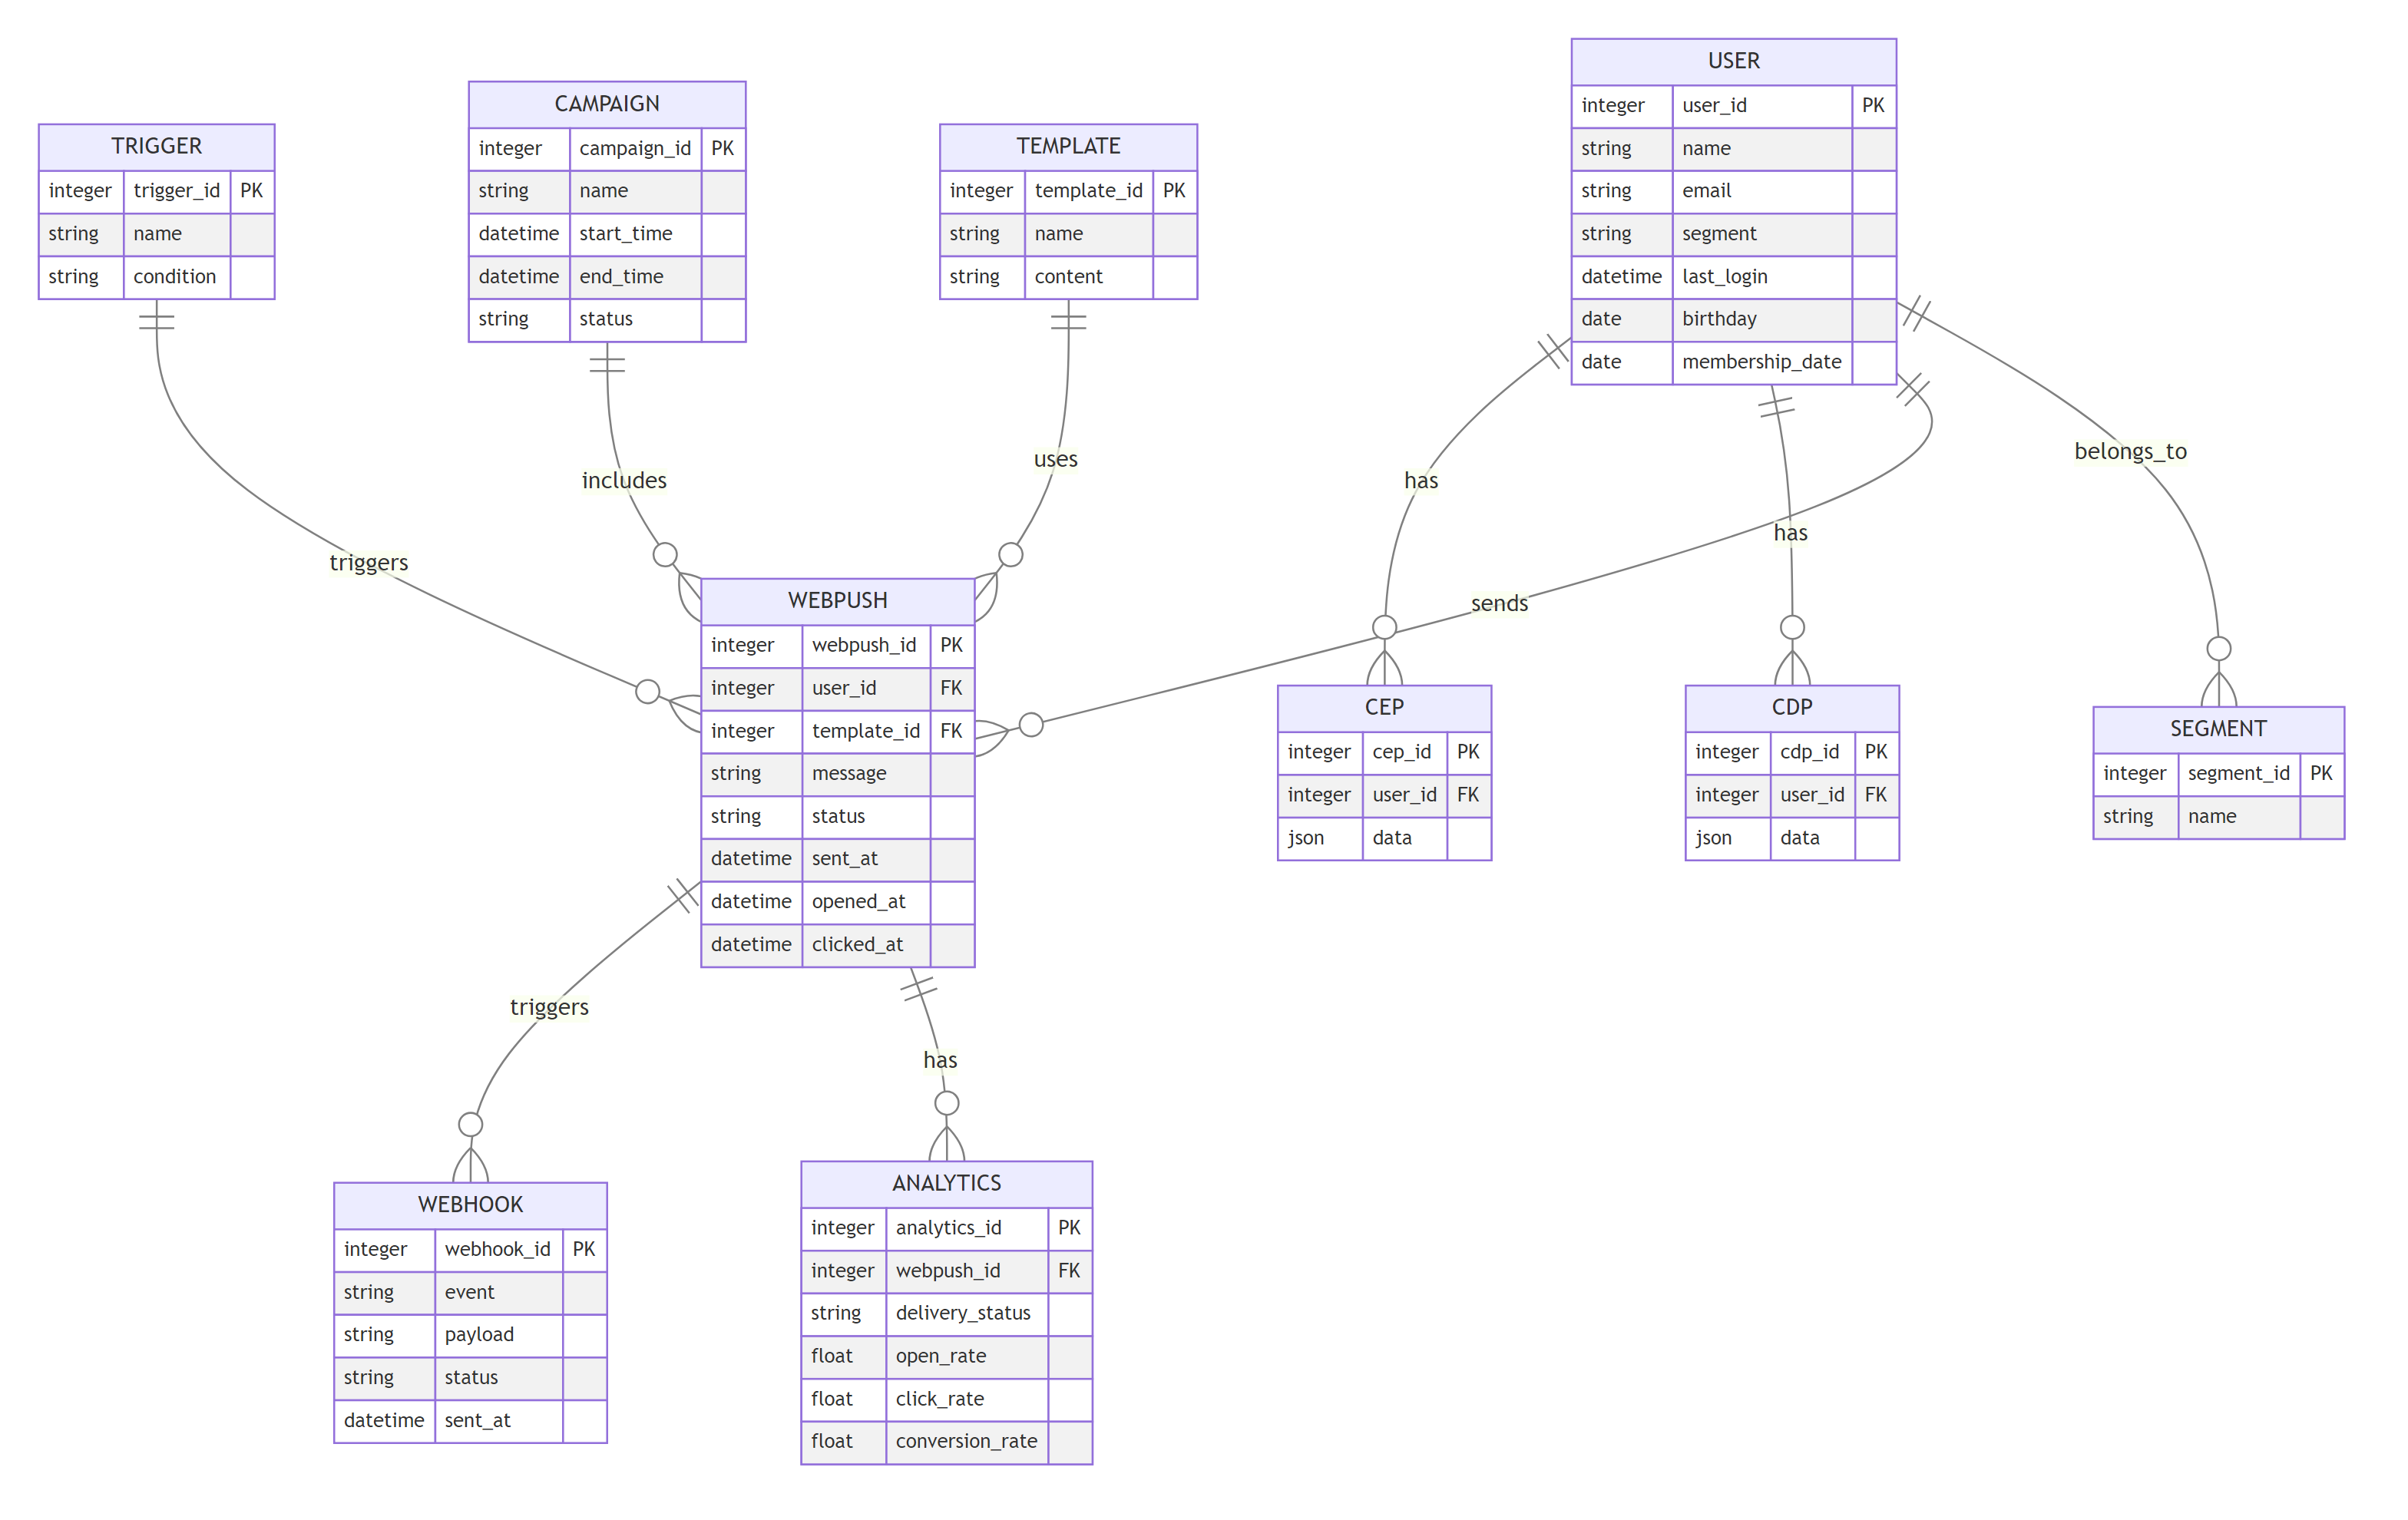 TRIGGER
integer trigger_id PK
string name
string condition
CAMPAIGN
integer campaign_id PK
string name
datetime start_time
datetime end_time
string status
TEMPLATE
integer template_id PK
string name
string content
USER
integer user_id PK
string name
string email
string segment
datetime last_login
date birthday
date membership_date
triggers
includes
uses
has
has
sends
belongs_to
WEBPUSH
integer webpush_id PK
integer user_id FK
integer template_id FK
string message
string status
datetime sent_at
datetime opened_at
datetime clicked_at
CEP
integer cep_id PK
integer user_id FK
json data
CDP
integer cdp_id PK
integer user_id FK
json data
SEGMENT
integer segment_id PK
string name
triggers
has
WEBHOOK
integer webhook_id PK
string event
string payload
string status
datetime sent_at
ANALYTICS
integer analytics_id PK
integer webpush_id FK
string delivery_status
float open_rate
float click_rate
float conversion_rate